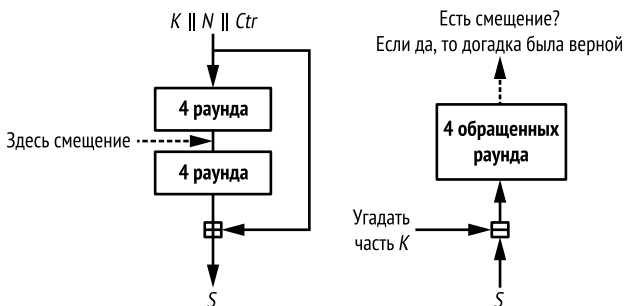 K || N || Ctr
4 раунда
Здесь смещение
4 раунда
S
Есть смещение?
Если да, то догадка была верной
4 обращенных
раунда
Угадать
часть K
S